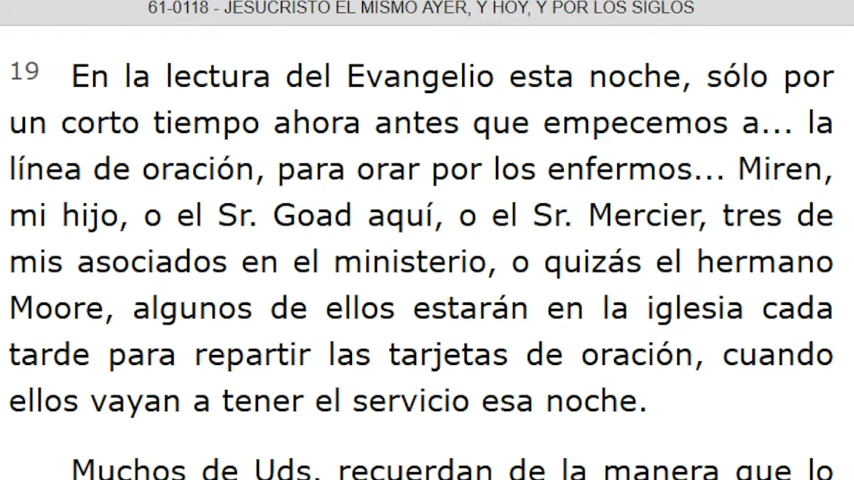 61-0118 - JESUCRISTO EL MISMO AYER, Y HOY, Y POR LOS SIGLOS
19 En la lectura del Evangelio esta noche, sólo por
un corto tiempo ahora antes que empecemos a... la
línea de oración, para orar por los enfermos... Miren,
mi hijo, o el Sr. Goad aquí, o el Sr. Mercier, tres de
mis asociados en el ministerio, o quizás el hermano
Moore, algunos de ellos estarán en la iglesia cada
tarde para repartir las tarjetas de oración, cuando
ellos vayan a tener el servicio esa noche.
Muchos de Uds. recuerdan de la manera que lo